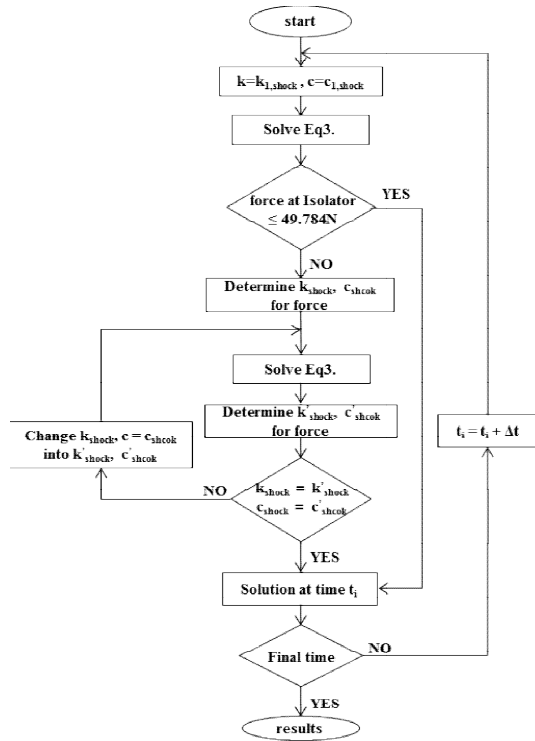 start
k=k1,shock , c=c1,shock
Solve Eq3.
force at Isolator
≤ 49.784N
YES
NO
Determine kshock, cshcok
for force
Solve Eq3.
Determine k'shock, c'shcok
for force
Change kshock, c = cshcok
into k'shock, c'shcok
ti = ti + Δt
kshock = k'shock
cshock = c'shcok
NO
YES
Solution at time ti
Final time
NO
YES
results